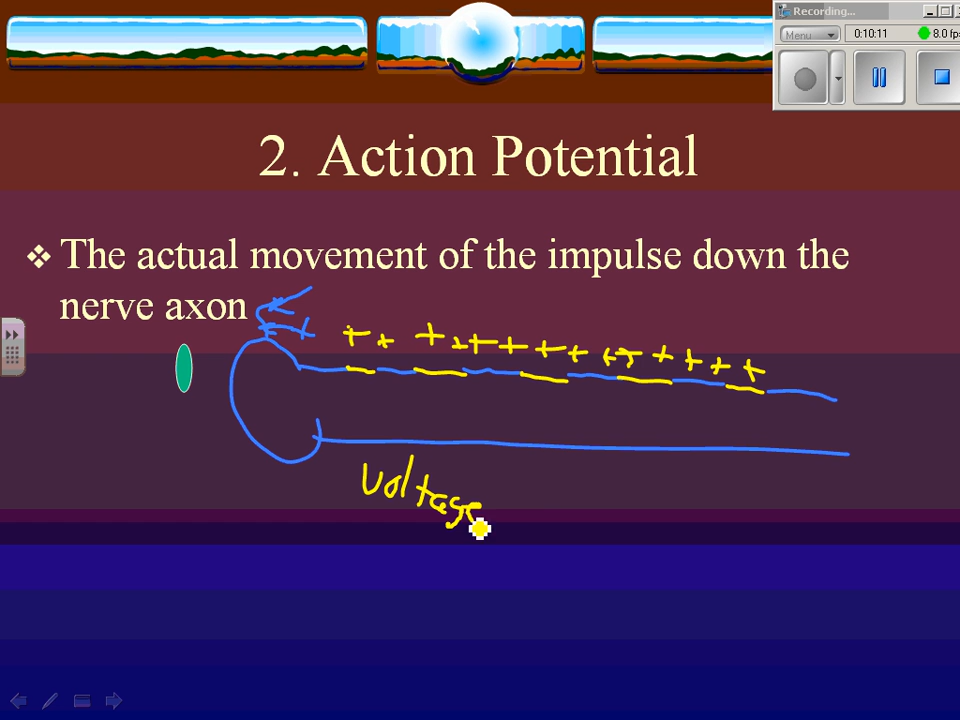 Recording...
Menu
0:10:11
8.0 fps
2. Action Potential
❖ The actual movement of the impulse down the
nerve axon
+ + + + + + + + + + + + + +
voltage